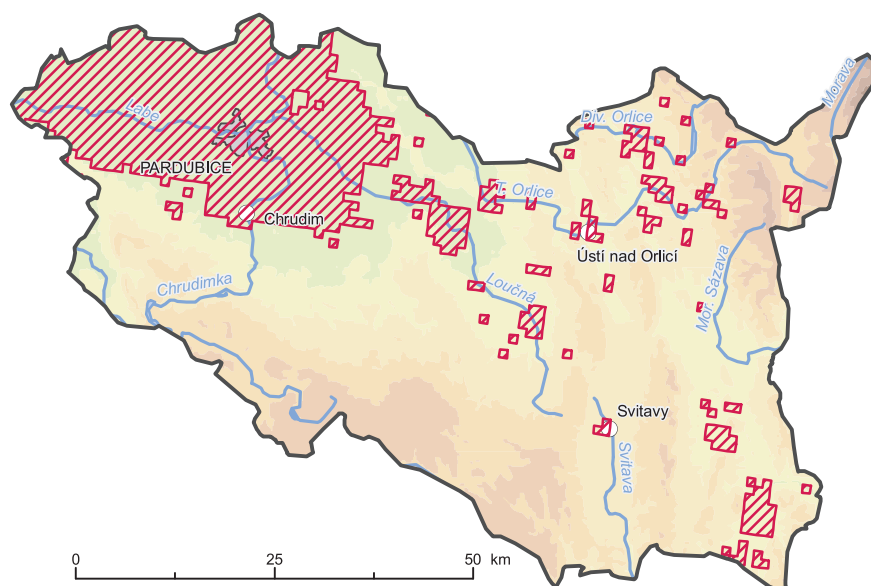 Morava
Labe
Div. Orlice
PARDUBICE
T. Orlice
Chrudim
Ústí nad Orlicí
Chrudimka
Loučná
Mor. Sázava
Svitavy
Svitava
0 25 50 km